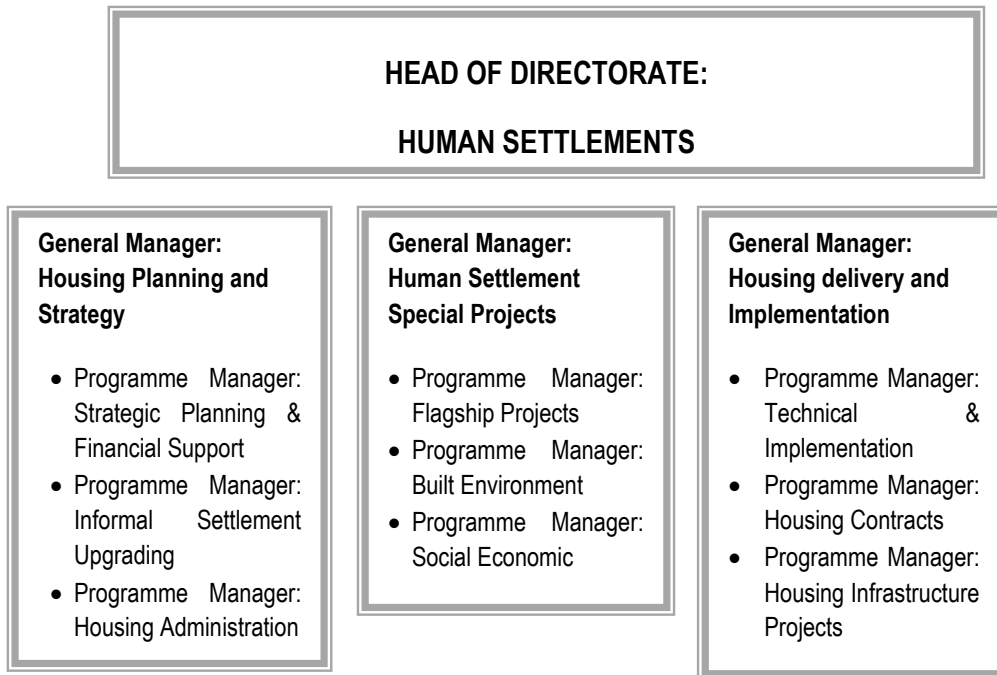 HEAD OF DIRECTORATE:
HUMAN SETTLEMENTS
General Manager:
Housing Planning and
Strategy
• Programme Manager:
Strategic Planning &
Financial Support
• Programme Manager:
Informal Settlement
Upgrading
• Programme Manager:
Housing Administration
General Manager:
Human Settlement
Special Projects
• Programme Manager:
Flagship Projects
• Programme Manager:
Built Environment
• Programme Manager:
Social Economic
General Manager:
Housing delivery and
Implementation
• Programme Manager:
Technical &
Implementation
• Programme Manager:
Housing Contracts
• Programme Manager:
Housing Infrastructure
Projects